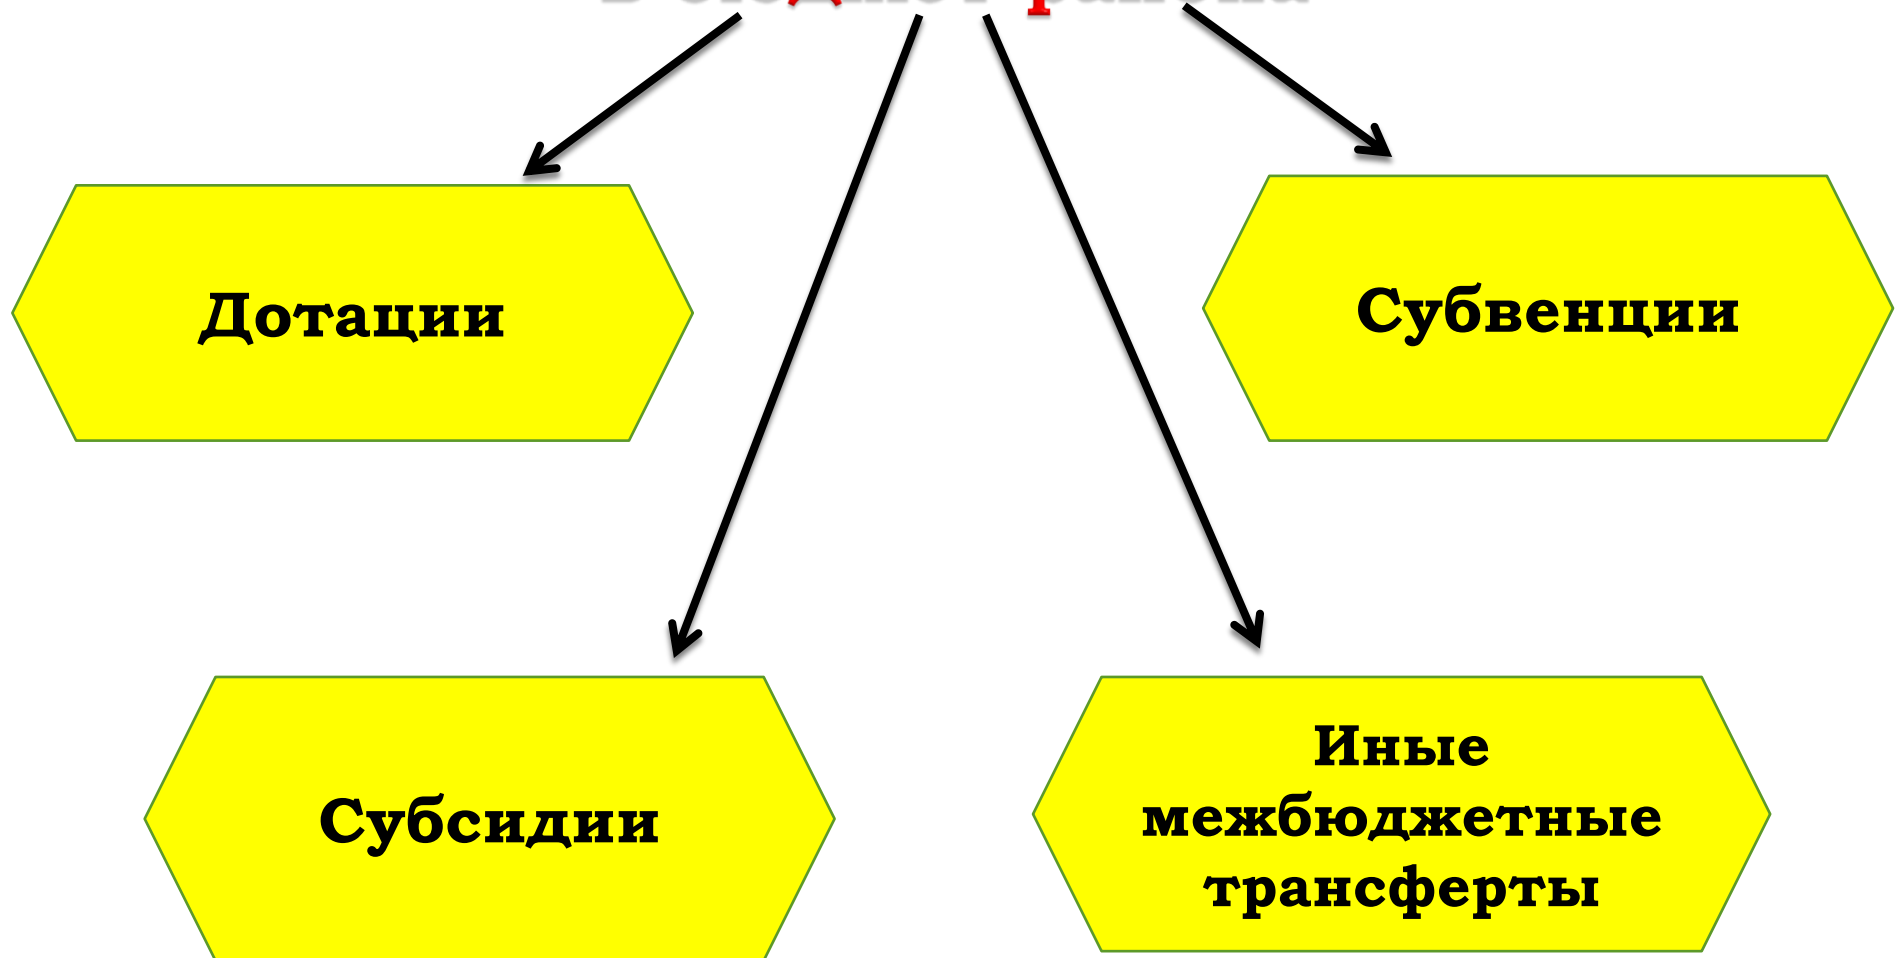 Дотации
Субвенции
Субсидии
Иные
межбюджетные
трансферты